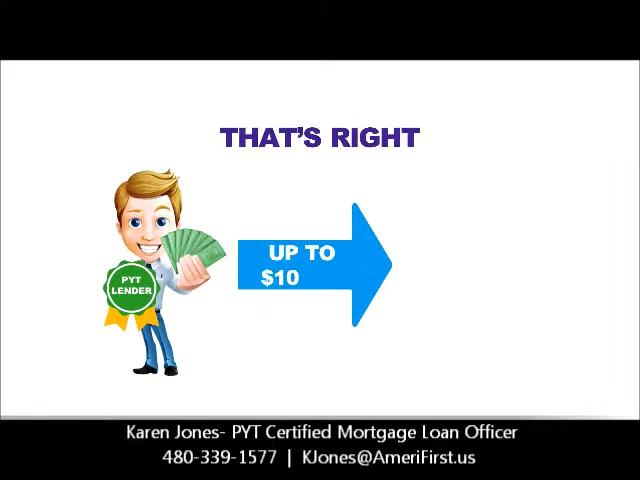 THAT'S RIGHT
UP TO
$10
PYT
LENDER
Karen Jones- PYT Certified Mortgage Loan Officer
480-339-1577 | KJones@AmeriFirst.us